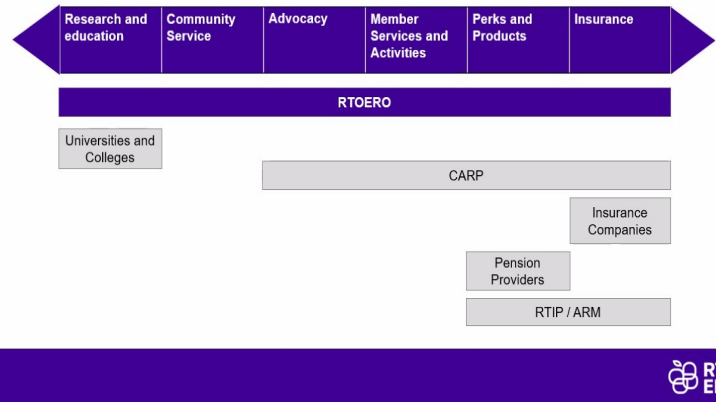 Research and education
Community Service
Advocacy
Member Services and Activities
Perks and Products
Insurance
RTOERO
Universities and Colleges
CARP
Insurance Companies
Pension Providers
RTIP / ARM